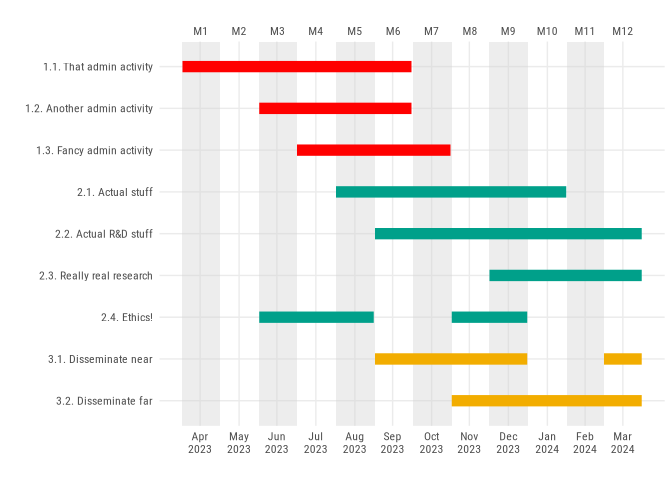 M1 M2 M3 M4 M5 M6 M7 M8 M9 M10 M11 M12
1.1. That admin activity
1.2. Another admin activity
1.3. Fancy admin activity
2.1. Actual stuff
2.2. Actual R&D stuff
2.3. Really real research
2.4. Ethics!
3.1. Disseminate near
3.2. Disseminate far
Apr May Jun Jul Aug Sep Oct Nov Dec Jan Feb Mar
2023 2023 2023 2023 2023 2023 2023 2023 2023 2024 2024 2024